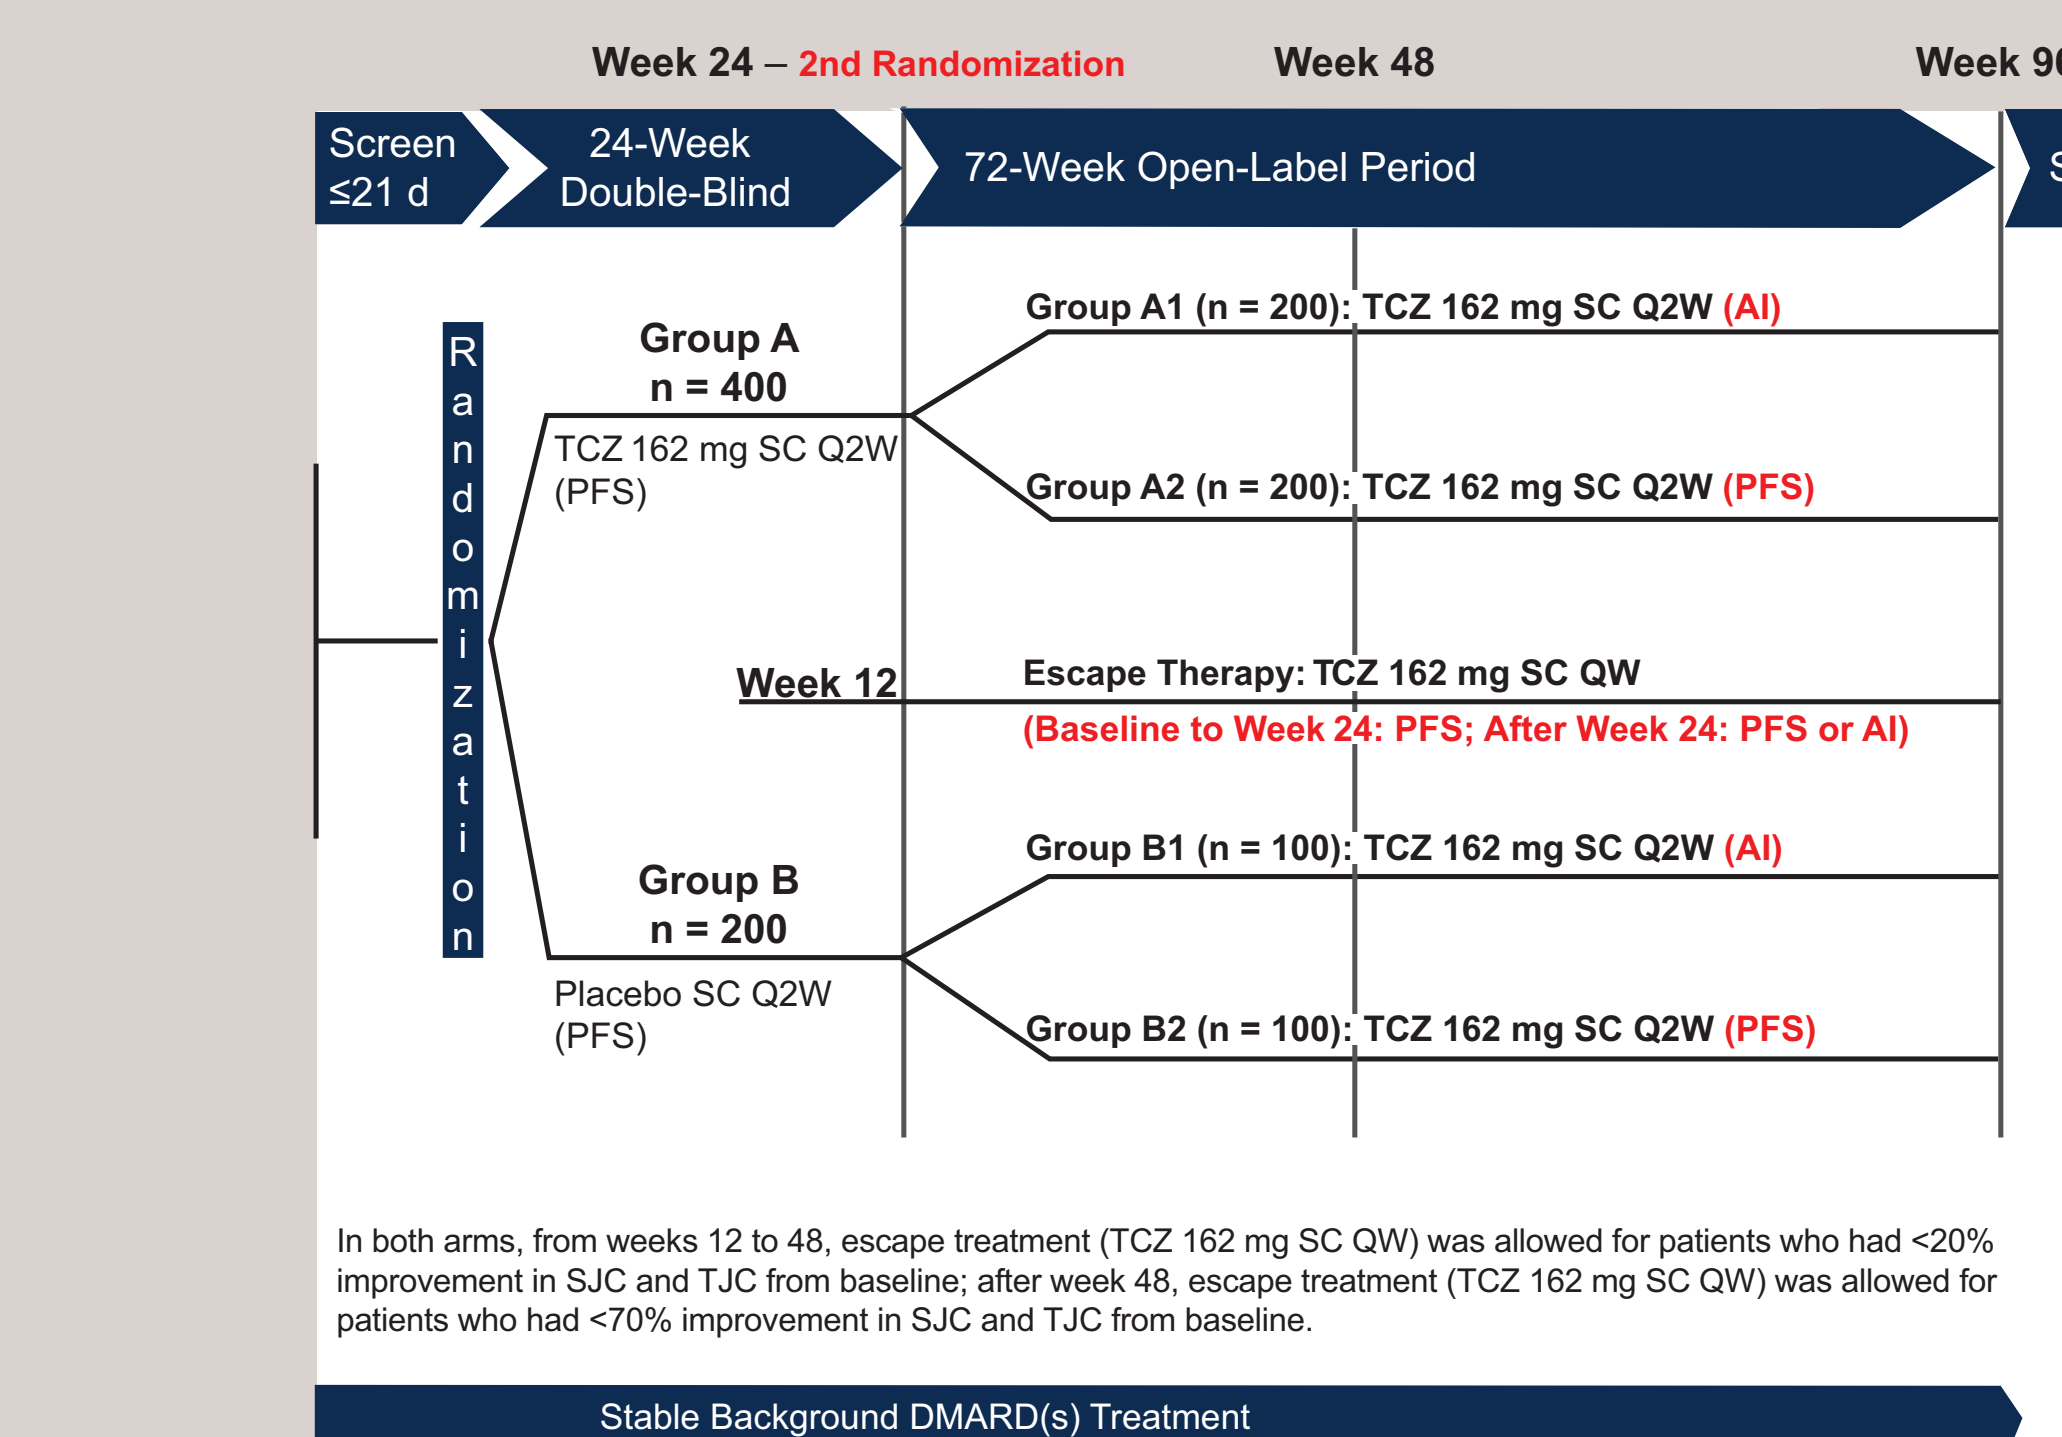 Week 24 – 2nd Randomization
Week 48
Week
Screen
≤21 d
24-Week
Double-Blind
72-Week Open-Label Period
Randomization
Group A
n = 400
TCZ 162 mg SC Q2W
(PFS)
Group A1 (n = 200): TCZ 162 mg SC Q2W (AI)
Group A2 (n = 200): TCZ 162 mg SC Q2W (PFS)
Week 12
Escape Therapy: TCZ 162 mg SC QW
(Baseline to Week 24: PFS; After Week 24: PFS or AI)
Group B
n = 200
Placebo SC Q2W
(PFS)
Group B1 (n = 100): TCZ 162 mg SC Q2W (AI)
Group B2 (n = 100): TCZ 162 mg SC Q2W (PFS)
In both arms, from weeks 12 to 48, escape treatment (TCZ 162 mg SC QW) was allowed for patients who had <20%
improvement in SJC and TJC from baseline; after week 48, escape treatment (TCZ 162 mg SC QW) was allowed for
patients who had <70% improvement in SJC and TJC from baseline.
Stable Background DMARD(s) Treatment